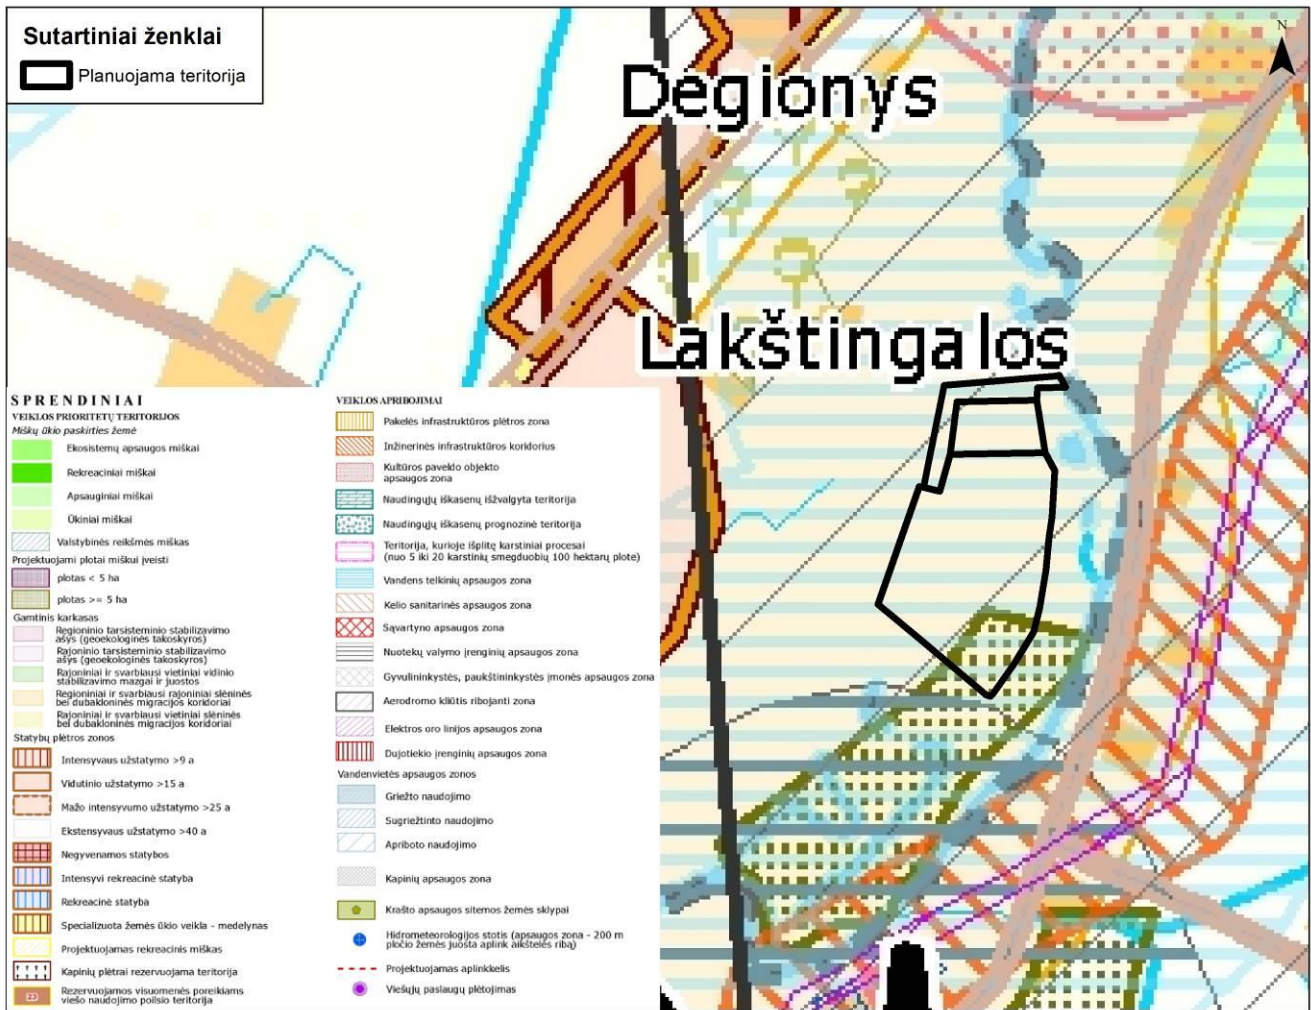 Sutartiniai ženklai
Planuojama teritorija
N
Degionys
Lakštingalos
SPRENDINIAI
VEIKLOS PRIORITETŲ TERITORIJOS
Miškų ūkio paskirties žemė
Ekosistemų apsaugos miškai
Rekreaciniai miškai
Apsauginiai miškai
Ūkiniai miškai
Valstybinės reikšmės miškas
Projektuojami plotai miškui įveisti
plotas < 5 ha
plotas >= 5 ha
Gamtinis karkasas
Regioninio tarsisteminio stabilizavimo
ašys (geoekologinės takoskyros)
Rajoninio tarsisteminio stabilizavimo
ašys (geoekologinės takoskyros)
Rajoniniai ir svarbiausi vietiniai vidinio
stabilizavimo mazgai ir juostos
Regioniniai ir svarbiausi rajoniniai slėninės
bei dubakloninės migracijos koridoriai
Rajoniniai ir svarbiausi vietiniai slėninės
bei dubakloninės migracijos koridoriai
Statybų plėtros zonos
Intensyvaus užstatymo >9 a
Vidutinio užstatymo >15 a
Mažo intensyvumo užstatymo >25 a
Ekstensyvaus užstatymo >40 a
Negyvenamos statybos
Intensyvi rekreacinė statyba
Rekreacinė statyba
Specializuota žemės ūkio veikla - medelynas
Projektuojamas rekreacinis miškas
Kapinių plėtrai rezervuojama teritorija
23
Rezervuojamos visuomenės poreikiams
viešo naudojimo poilsio teritorija
VEIKLOS APRIBOJIMAI
Pakelės infrastruktūros plėtros zona
Inžinerinės infrastruktūros koridorius
Kultūros paveldo objekto
apsaugos zona
Naudingųjų iškasenų išžvalgyta teritorija
Naudingųjų iškasenų prognozinė teritorija
Teritorija, kurioje išplitę karstiniai procesai
(nuo 5 iki 20 karstinių smegduobių 100 hektarų plote)
Vandens telkinių apsaugos zona
Kelio sanitarinės apsaugos zona
Sąvartyno apsaugos zona
Nuotekų valymo įrenginių apsaugos zona
Gyvulininkystės, paukštininkystės įmonės apsaugos zona
Aerodromo kliūtis ribojanti zona
Elektros oro linijos apsaugos zona
Dujotiekio įrenginių apsaugos zona
Vandenvietės apsaugos zonos
Griežto naudojimo
Sugriežtinto naudojimo
Apriboto naudojimo
Kapinių apsaugos zona
Krašto apsaugos sitemos žemės sklypai
Hidrometeorologijos stotis (apsaugos zona - 200 m
pločio žemės juosta aplink aikštelės ribą)
Projektuojamas aplinkkelis
Viešųjų paslaugų plėtojimas